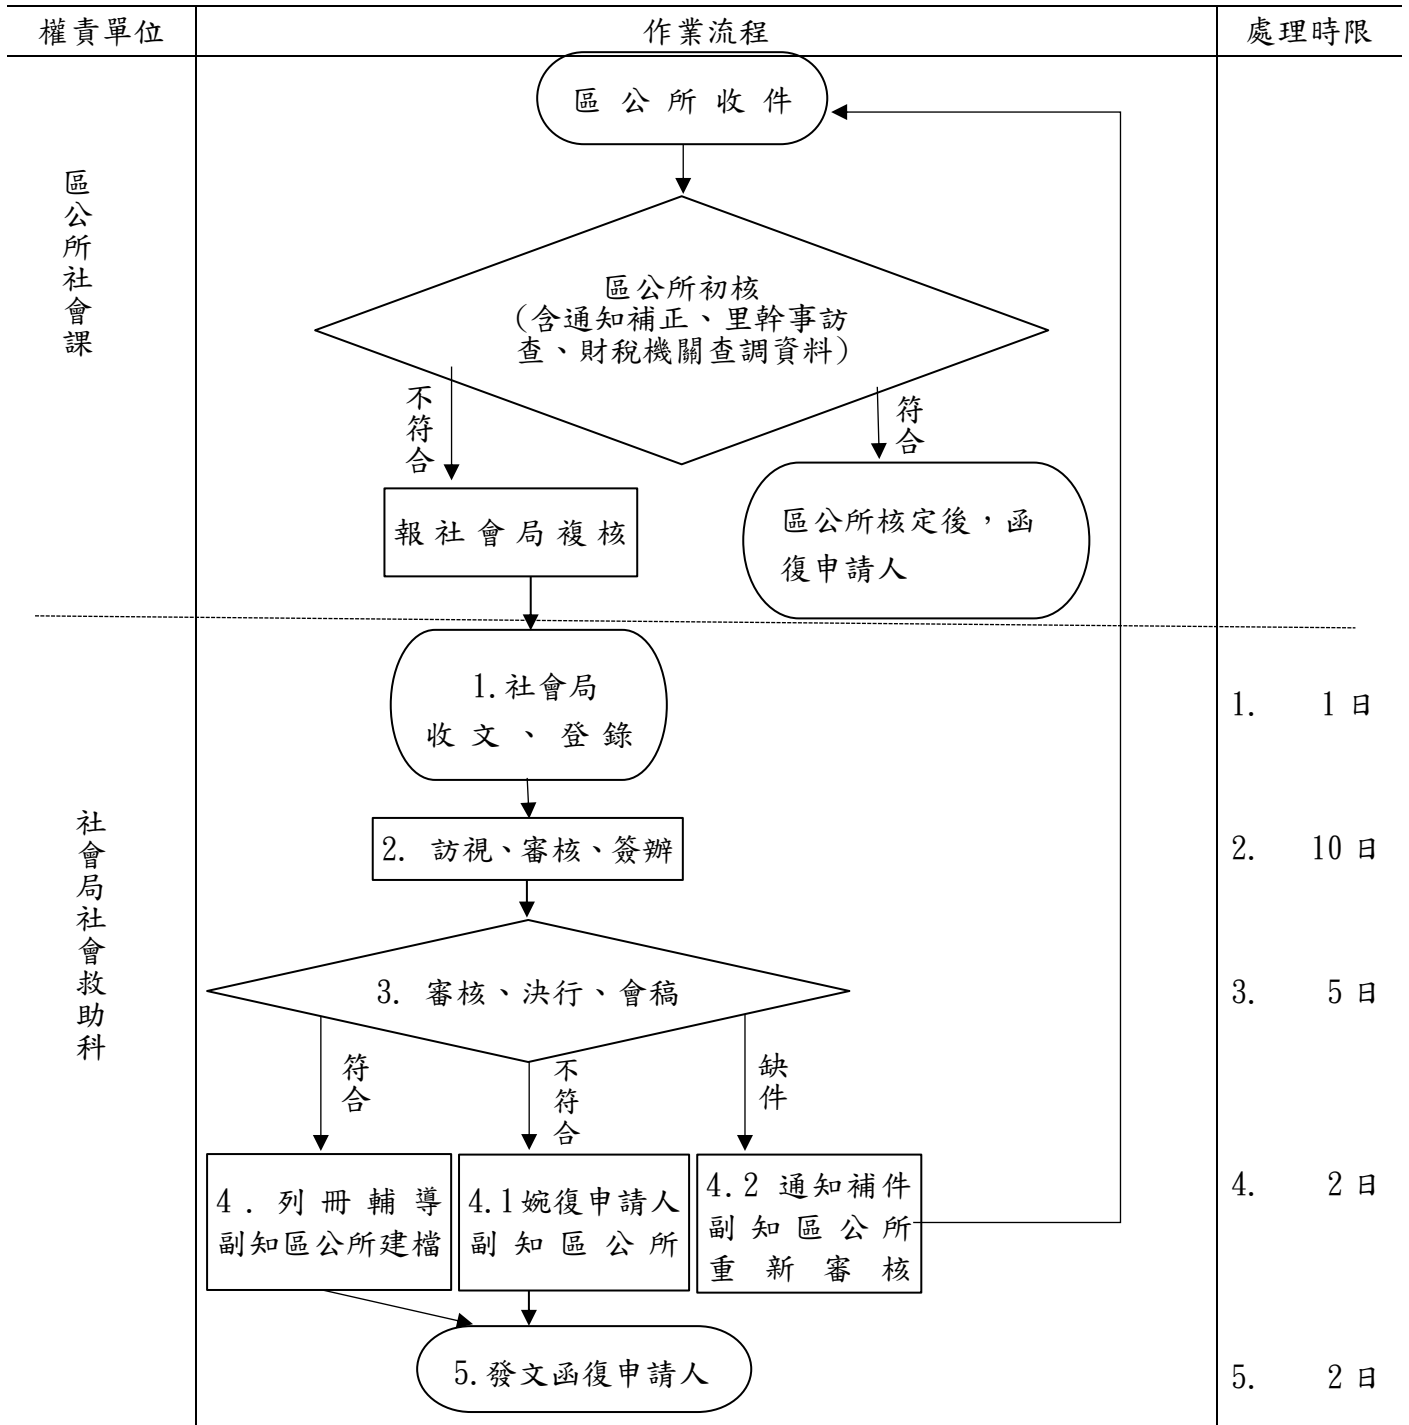 權責單位
作業流程
處理時限
區公所收件
區公所社會課
區公所初核
(含通知補正、里幹事訪
查、財稅機關查調資料)
不符合
符合
報社會局複核
區公所核定後，函
復申請人
1.社會局
收文、登錄
1. 1日
社會局社會救助科
2. 訪視、審核、簽辦
2. 10日
3. 審核、決行、會稿
3. 5日
符合
不符合
缺件
4.列冊輔導
副知區公所建檔
4.1婉復申請人
副知區公所
4.2 通知補件
副知區公所
重新審核
4. 2日
5.發文函復申請人
5. 2日